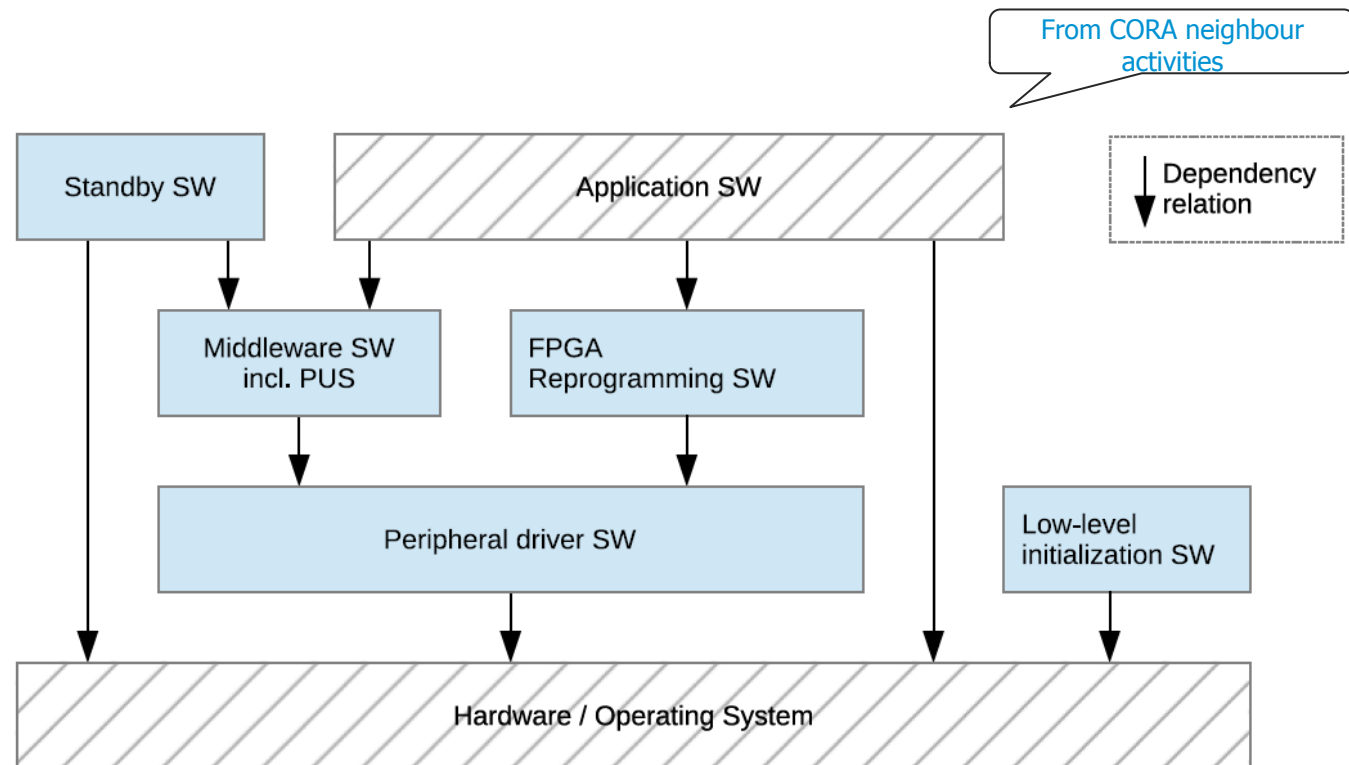 From CORA neighbour
activities
Standby SW
Application SW
Dependency
relation
Middleware SW
incl. PUS
FPGA
Reprogramming SW
Peripheral driver SW
Low-level
initialization SW
Hardware / Operating System